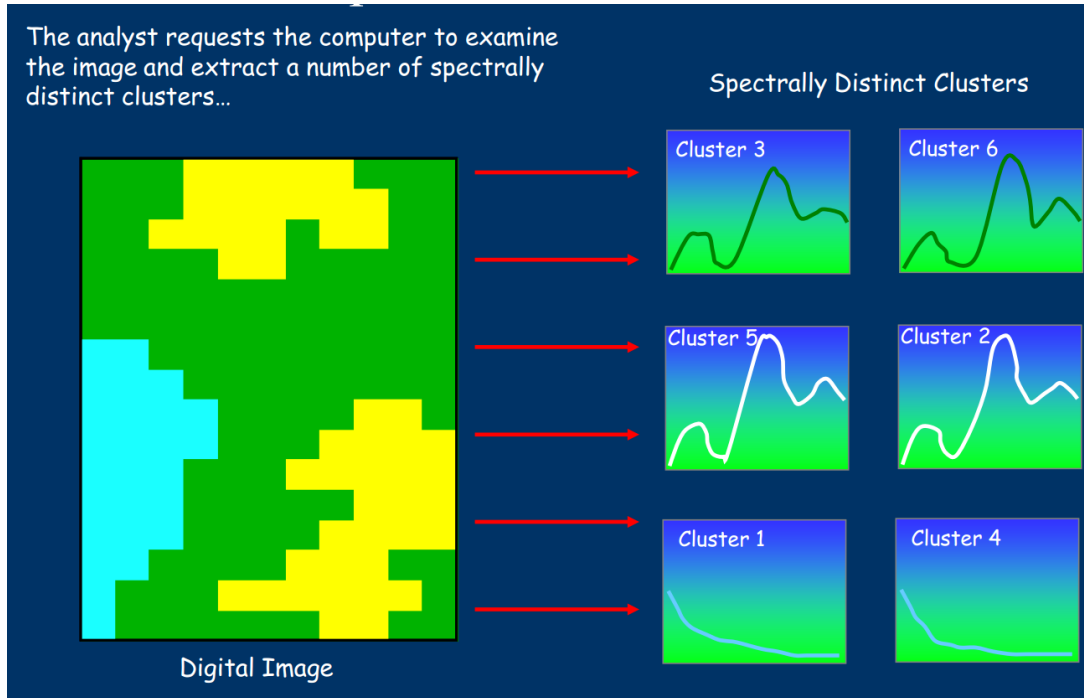 The analyst requests the computer to examine
the image and extract a number of spectrally
distinct clusters…
Spectrally Distinct Clusters
Cluster 3
Cluster 6
Cluster 5
Cluster 2
Cluster 1
Cluster 4
Digital Image